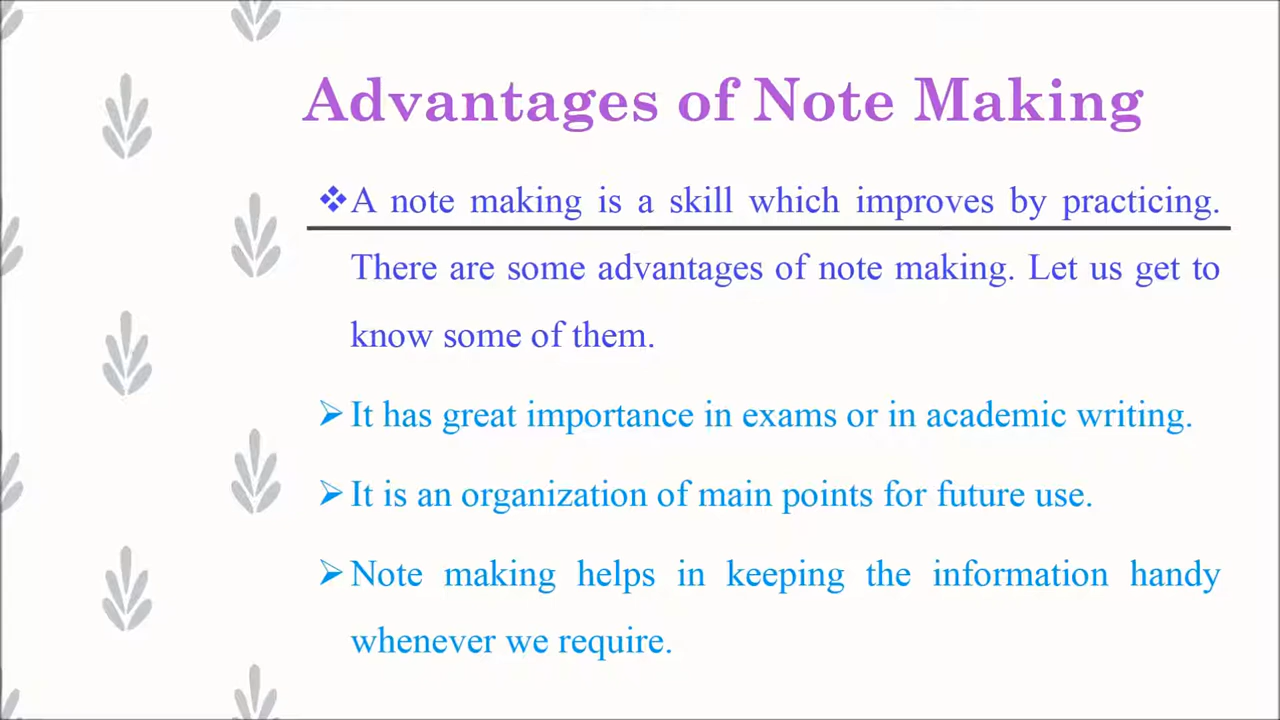 Advantages of Note Making
❖A note making is a skill which improves by practicing.
There are some advantages of note making. Let us get to
know some of them.
➢It has great importance in exams or in academic writing.
➢It is an organization of main points for future use.
➢Note making helps in keeping the information handy
whenever we require.